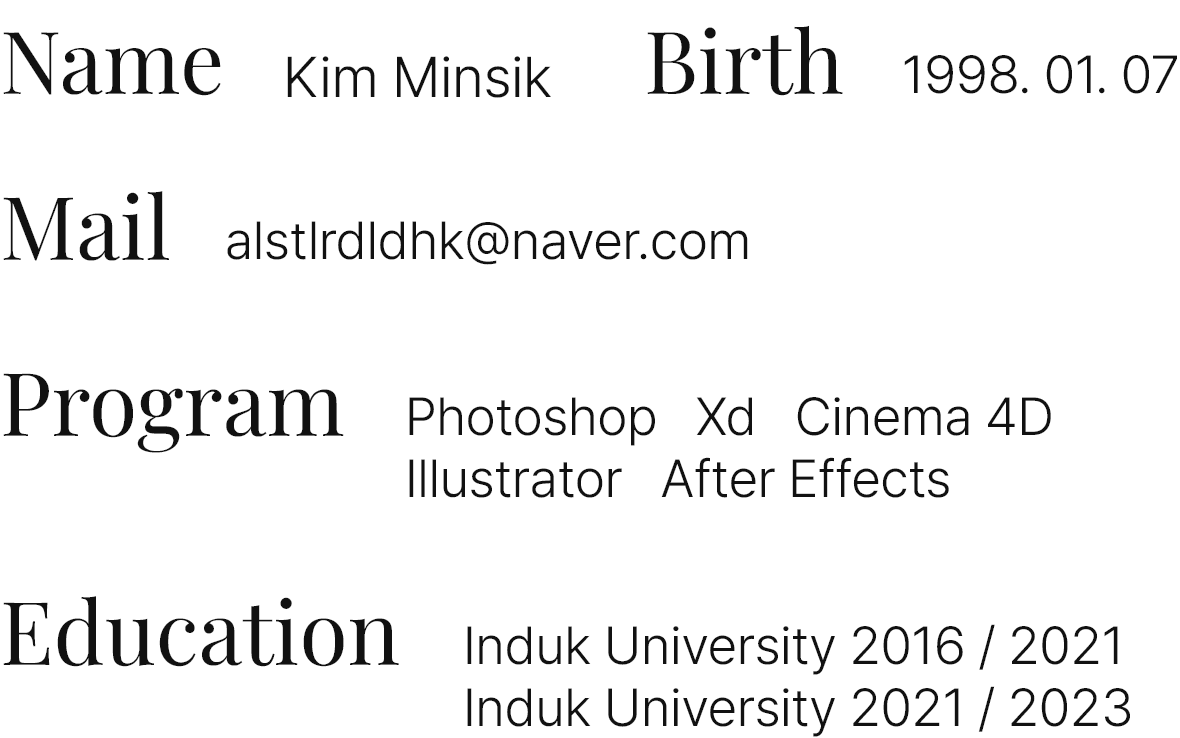 Name Kim Minsik Birth 1998. 01. 07
Mail alstlrdldhk@naver.com
Program Photoshop Xd Cinema 4D
Illustrator After Effects
Education Induk University 2016 / 2021
Induk University 2021 / 2023